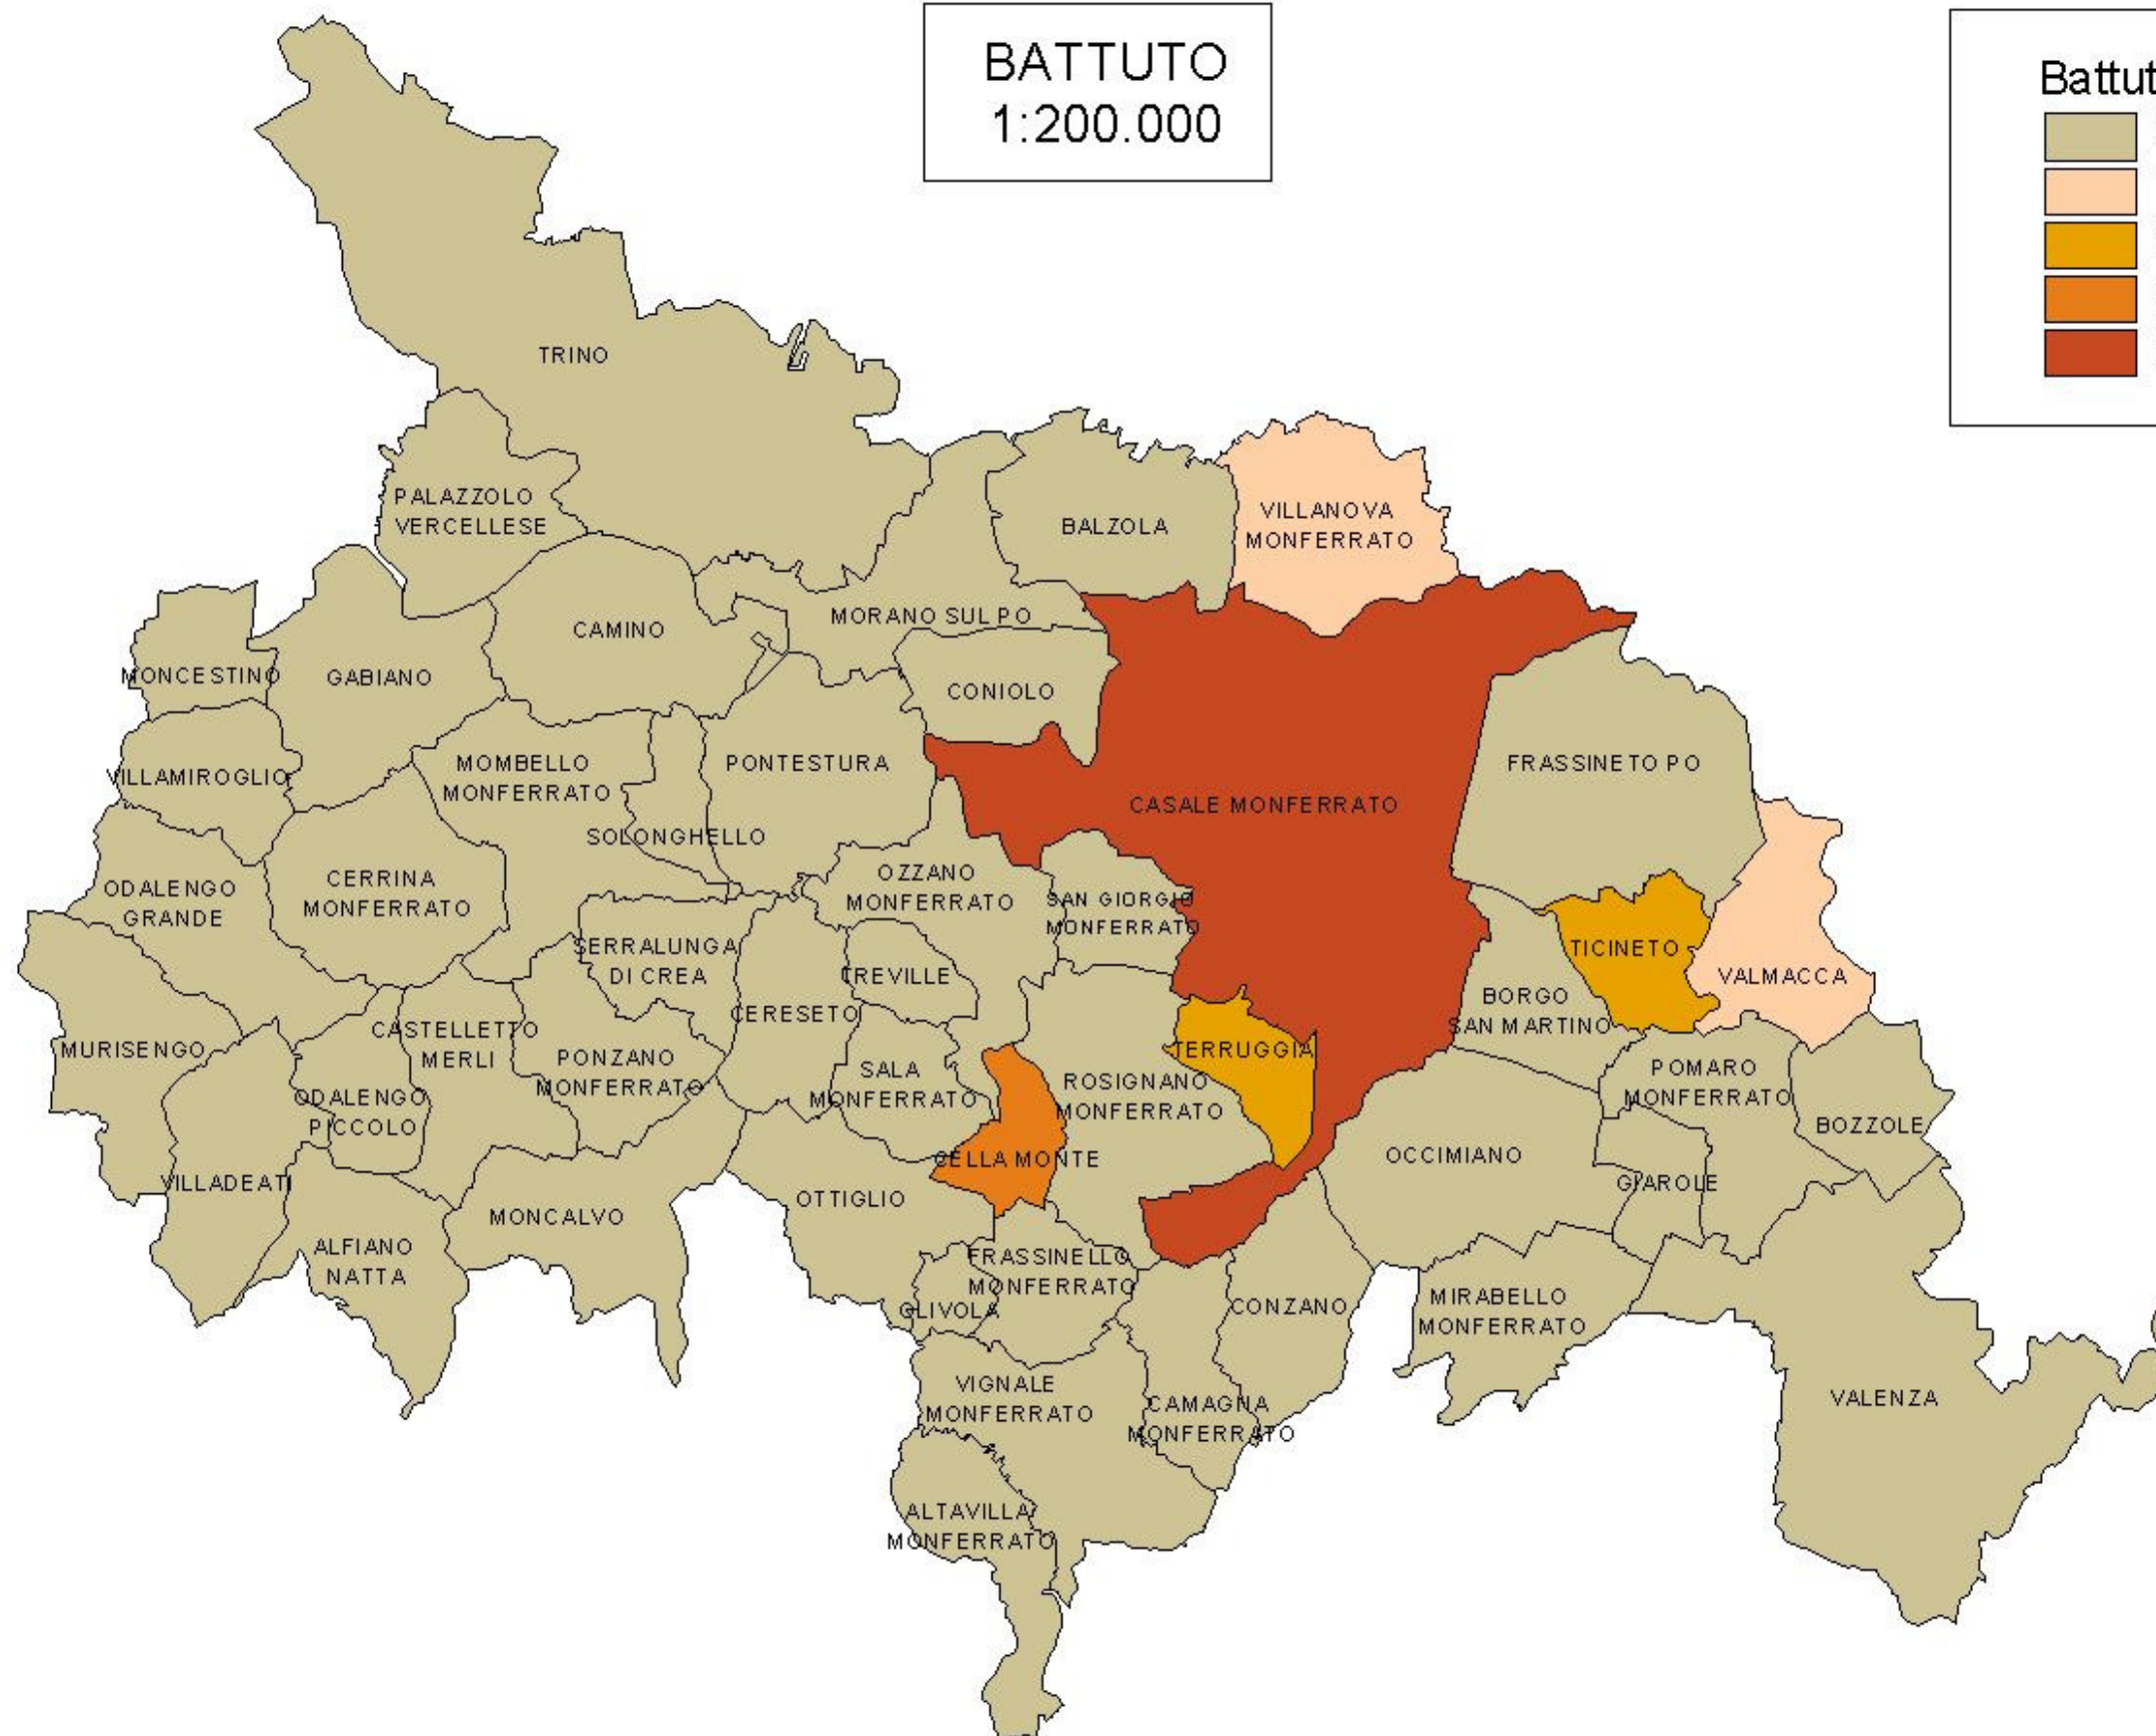 BATTUTO
1:200.000
Battut
TRINO
PALAZZOLO
VERCELLESE
BALZOLA
VILLANOVA
MONFERRATO
CAMINO
MORANO SUL PO
MONCESTINO
GABIANO
CONIOLO
VILLAMIROGLIO
MOMBELLO
MONFERRATO
PONTESTURA
FRASSINETO PO
CASALE MONFERRATO
SOLONGHELLO
ODALENGO
GRANDE
CERRINA
MONFERRATO
OZZANO
MONFERRATO
SAN GIORGIO
MONFERRATO
SERRALUNGA
DI CREA
TREVILLE
TICINETO
VALMACCA
CERESETO
BORGO
SAN MARTINO
CASTELLETTO
MERLI
MURISENGO
PONZANO
MONFERRATO
SALA
MONFERRATO
TERRUGGIA
ROSIGNANO
MONFERRATO
POMARO
MONFERRATO
ODALENGO
PICCOLO
BOZZOLE
CELLA MONTE
OCCIMIANO
VILLADEATI
GIAROLE
OTTIGLIO
MONCALVO
ALFIANO
NATTA
FRASSINELLO
MONFERRATO
OLIVOLA
CONZANO
MIRABELLO
MONFERRATO
VIGNALE
MONFERRATO
CAMAGNA
MONFERRATO
VALENZA
ALTAVILLA
MONFERRATO